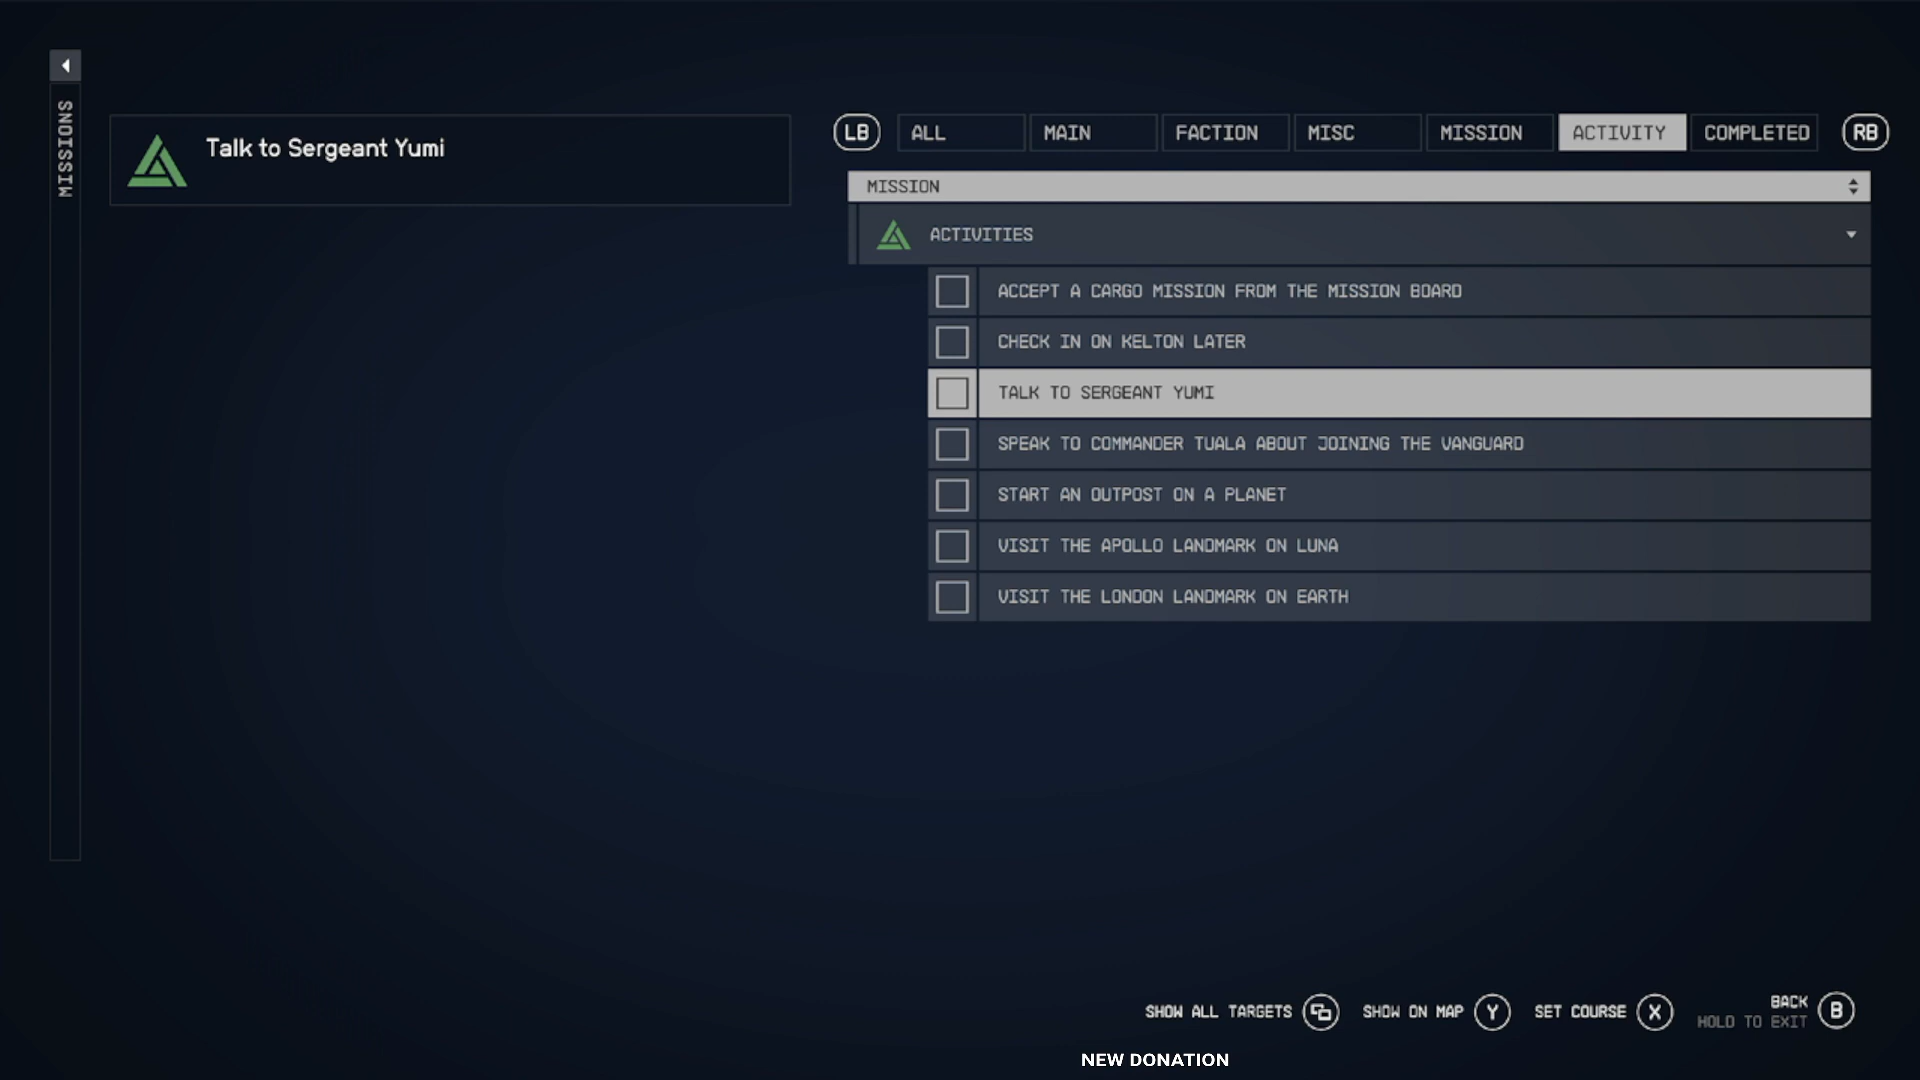 MISSIONS
Talk to Sergeant Yumi
LB ALL MAIN FACTION MISC MISSION ACTIVITY COMPLETED RB
MISSION
ACTIVITIES
ACCEPT A CARGO MISSION FROM THE MISSION BOARD
CHECK IN ON KELTON LATER
TALK TO SERGEANT YUMI
SPEAK TO COMMANDER TUALA ABOUT JOINING THE VANGUARD
START AN OUTPOST ON A PLANET
VISIT THE APOLLO LANDMARK ON LUNA
VISIT THE LONDON LANDMARK ON EARTH
SHOW ALL TARGETS SHOW ON MAP Y SET COURSE X BACK B
HOLD TO EXIT
NEW DONATION